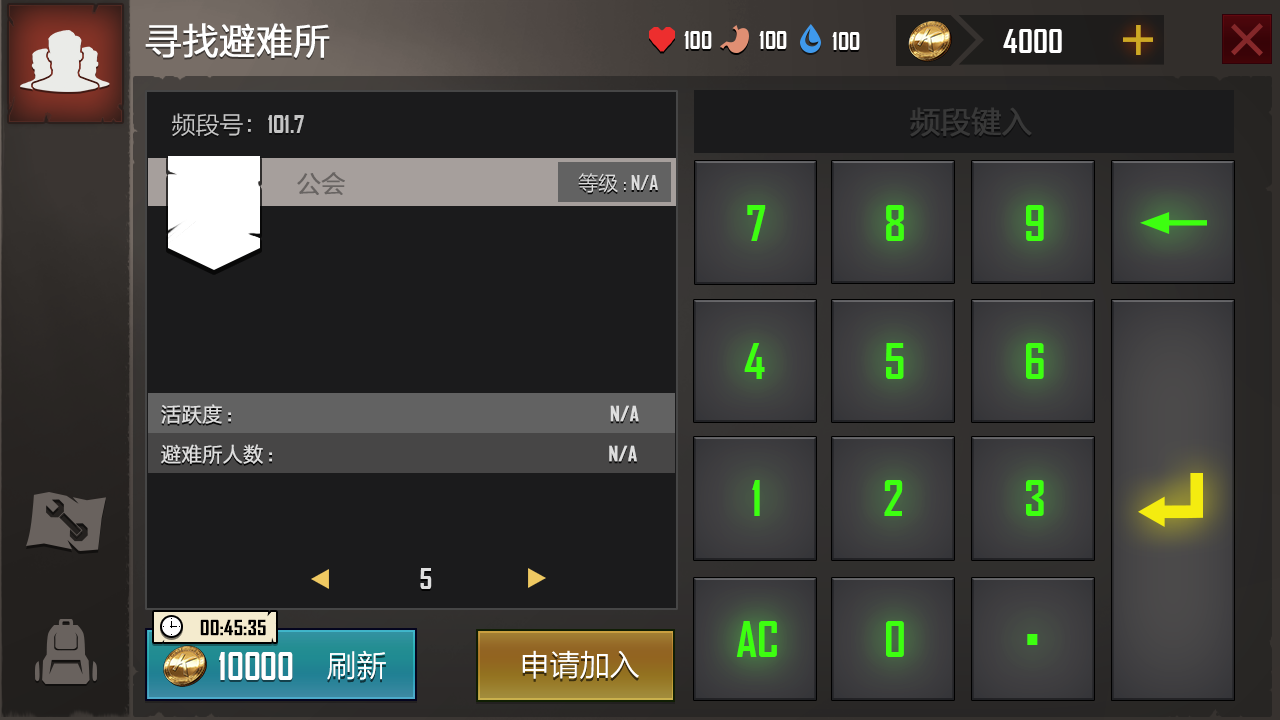 寻找避难所
100 100 100
4000
频段号：101.7
公会
等级 : N/A
活跃度 : N/A
避难所人数 : N/A
5
00:45:35
10000 刷新
申请加入
频段键入
7 8 9
4 5 6
1 2 3
AC 0 .